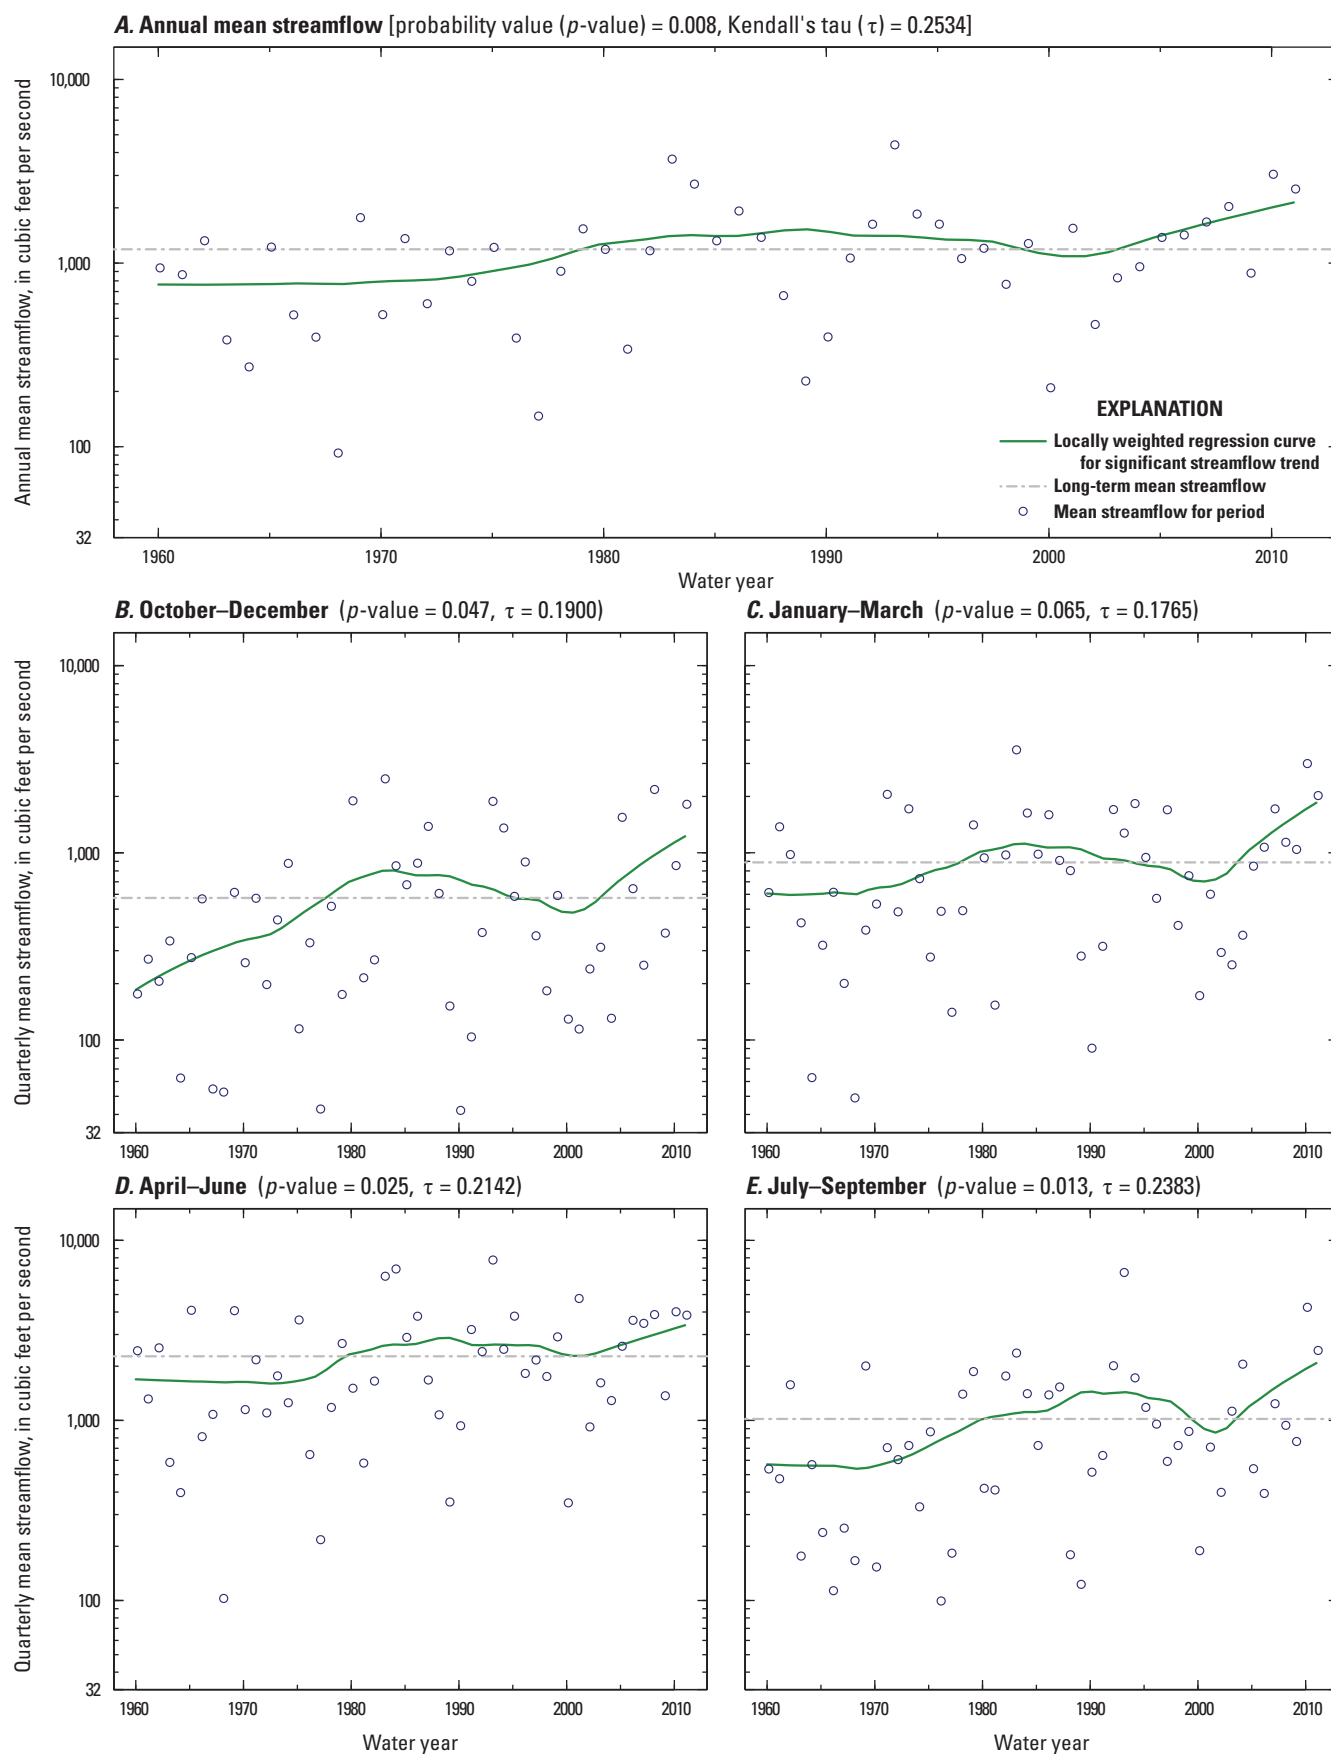 A. Annual mean streamflow [probability value (p-value) = 0.008, Kendall's tau (τ) = 0.2534]
Annual mean streamflow, in cubic feet per second
10,000
1,000
100
32
EXPLANATION
Locally weighted regression curve
for significant streamflow trend
Long-term mean streamflow
Mean streamflow for period
1960 1970 1980 1990 2000 2010
Water year
B. October–December (p-value = 0.047, τ = 0.1900)
Quarterly mean streamflow, in cubic feet per second
10,000
1,000
100
32
1960 1970 1980 1990 2000 2010
C. January–March (p-value = 0.065, τ = 0.1765)
1960 1970 1980 1990 2000 2010
D. April–June (p-value = 0.025, τ = 0.2142)
Quarterly mean streamflow, in cubic feet per second
10,000
1,000
100
32
1960 1970 1980 1990 2000 2010
Water year
E. July–September (p-value = 0.013, τ = 0.2383)
1960 1970 1980 1990 2000 2010
Water year